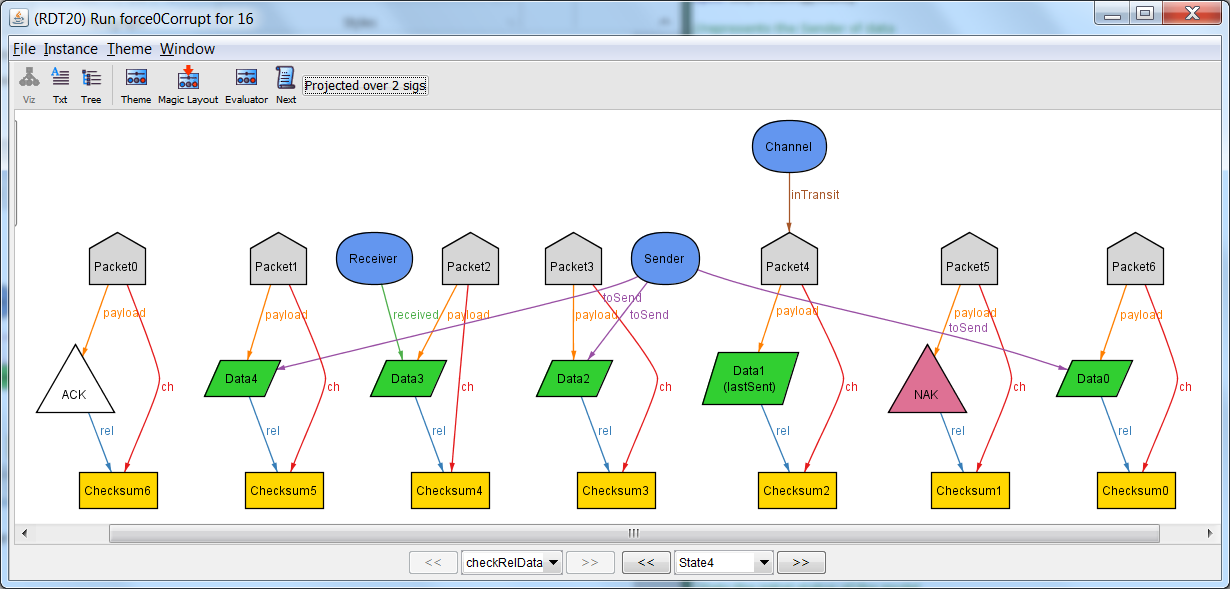 (RDT20) Run force0Corrupt for 16
File Instance Theme Window
Viz Txt Tree Theme Magic Layout Evaluator Next Projected over 2 sigs
Channel
inTransit
Packet0 Packet1 Receiver Packet2 Packet3 Sender Packet4 Packet5 Packet6
toSend
payload payload received payload payload toSend payload payload payload
toSend
Data4 Data3 Data2 Data1 Data0
(lastSent)
ch ch ch ch ch ch ch
ACK NAK
rel rel rel rel rel rel rel
Checksum6 Checksum5 Checksum4 Checksum3 Checksum2 Checksum1 Checksum0
<< checkRelData >> << State4 >>